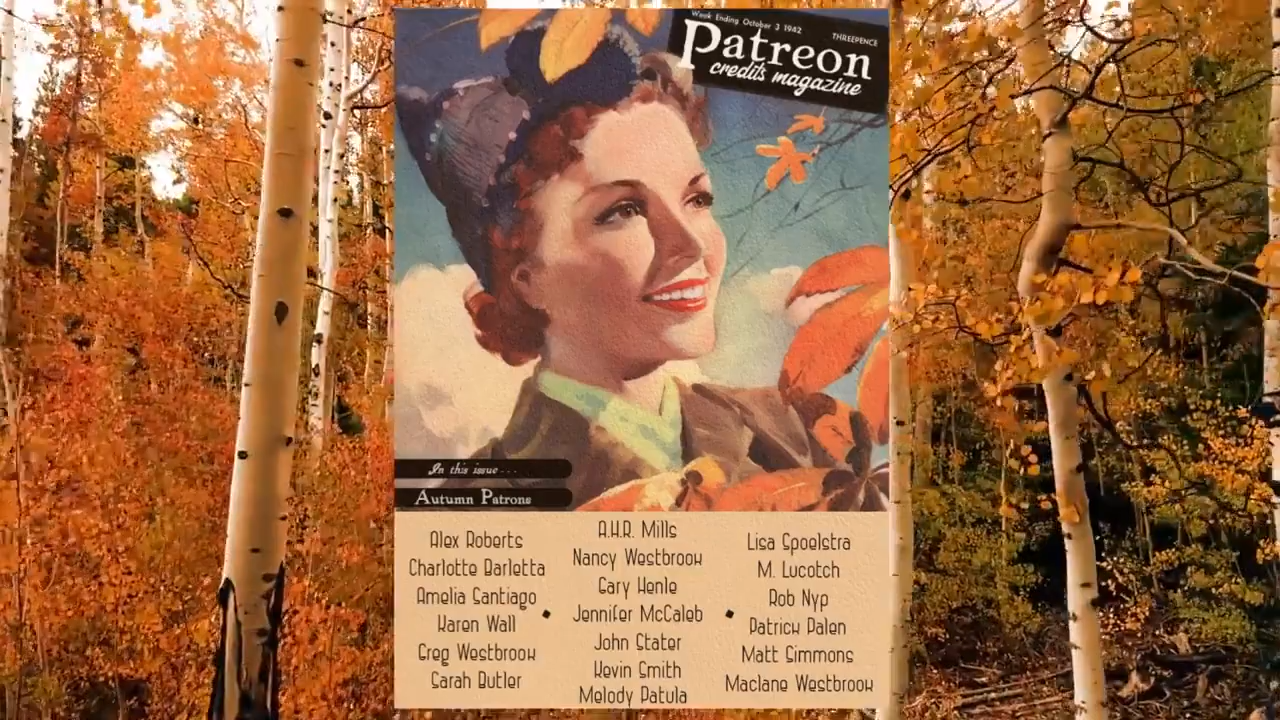 Week Ending October 3 1942
THREEPENCE
Patreon
credits magazine
In this issue...
Autumn Patrons
Alex Roberts
Charlotte Barletta
Amelia Santiago
Karen Wall
Greg Westbrook
Sarah Butler
A.H.R. Mills
Nancy Westbrook
Gary Henle
Jennifer McCaleb
John Stater
Kevin Smith
Melody Patula
Lisa Spoelstra
M. Lucotch
Rob Nyp
Patrick Palen
Matt Simmons
Maclane Westbrook